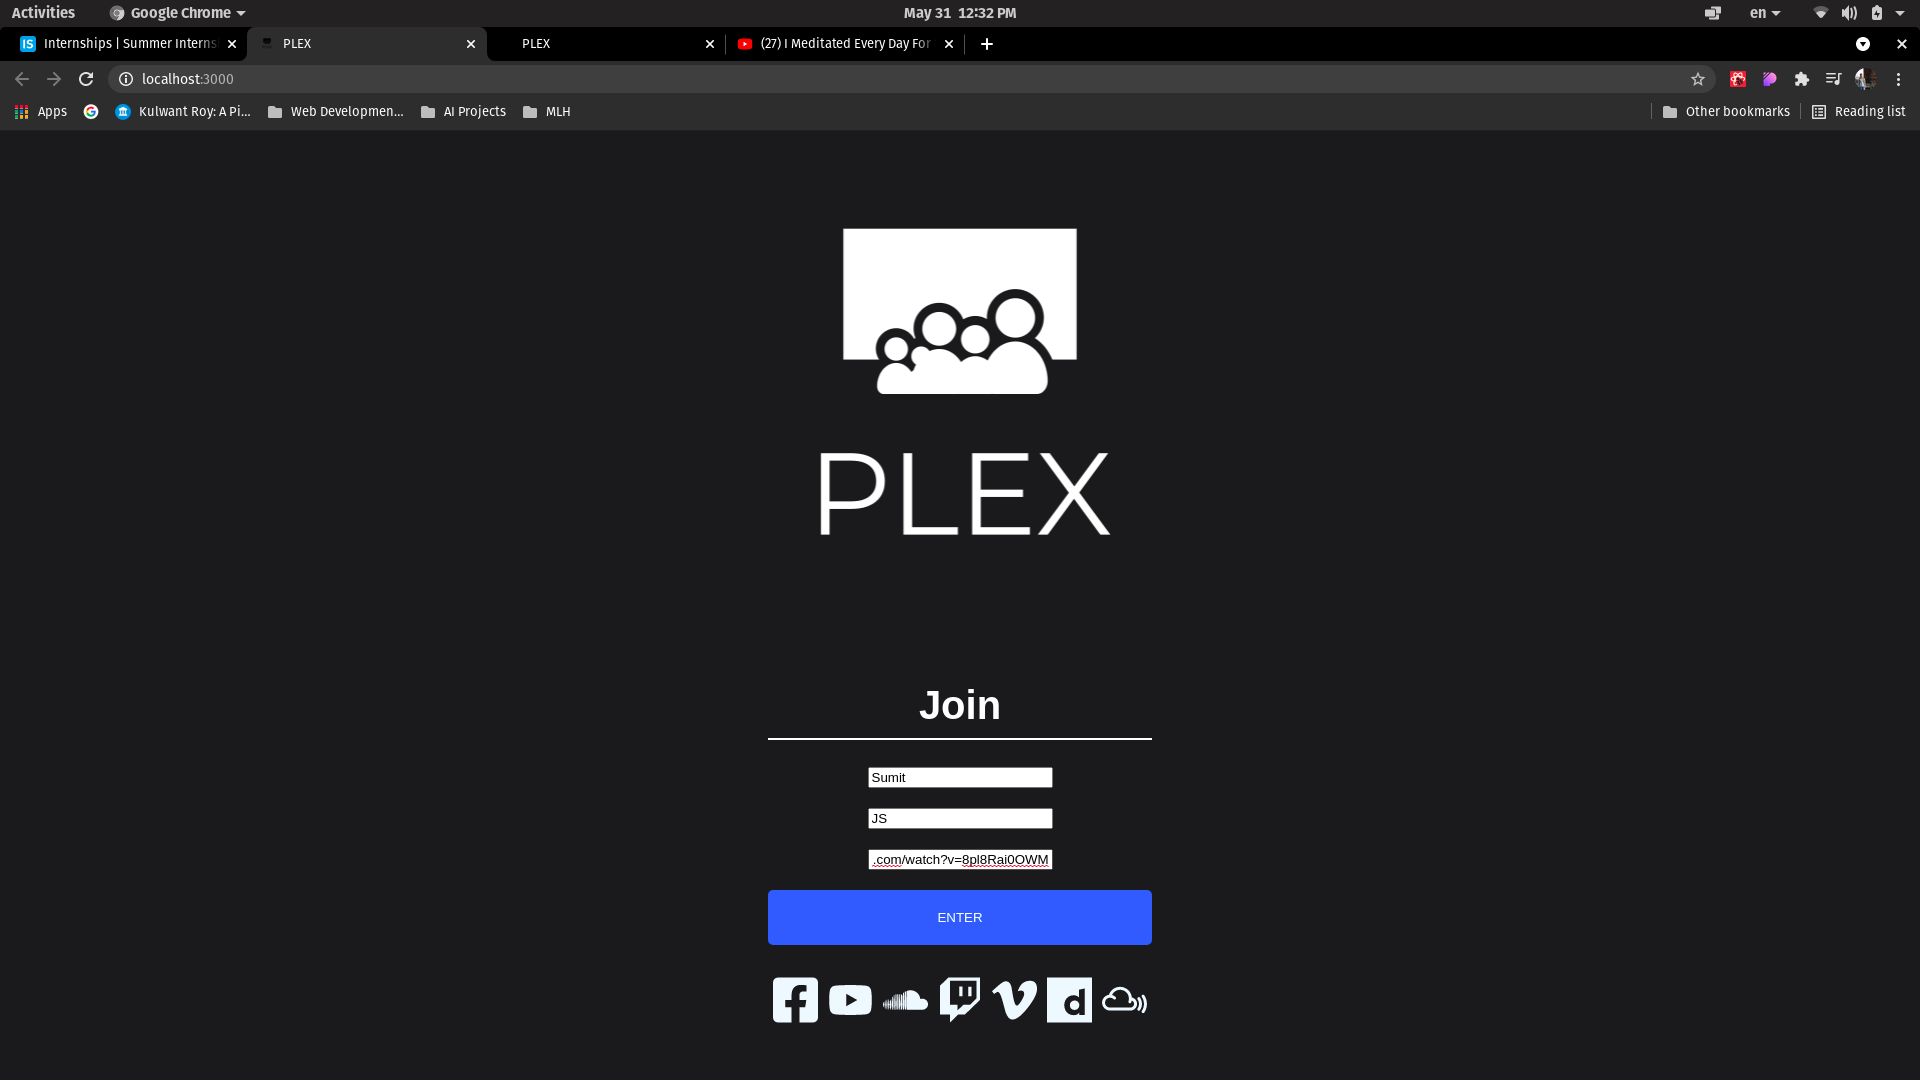 Activities Google Chrome May 31 12:32 PM en
Internships | Summer Interns PLEX PLEX (27) I Meditated Every Day For
localhost:3000
Apps Kulwant Roy: A Pi... Web Developmen... AI Projects MLH Other bookmarks Reading list
PLEX
Join
Sumit
JS
.com/watch?v=8pl8Rai0OWM
ENTER